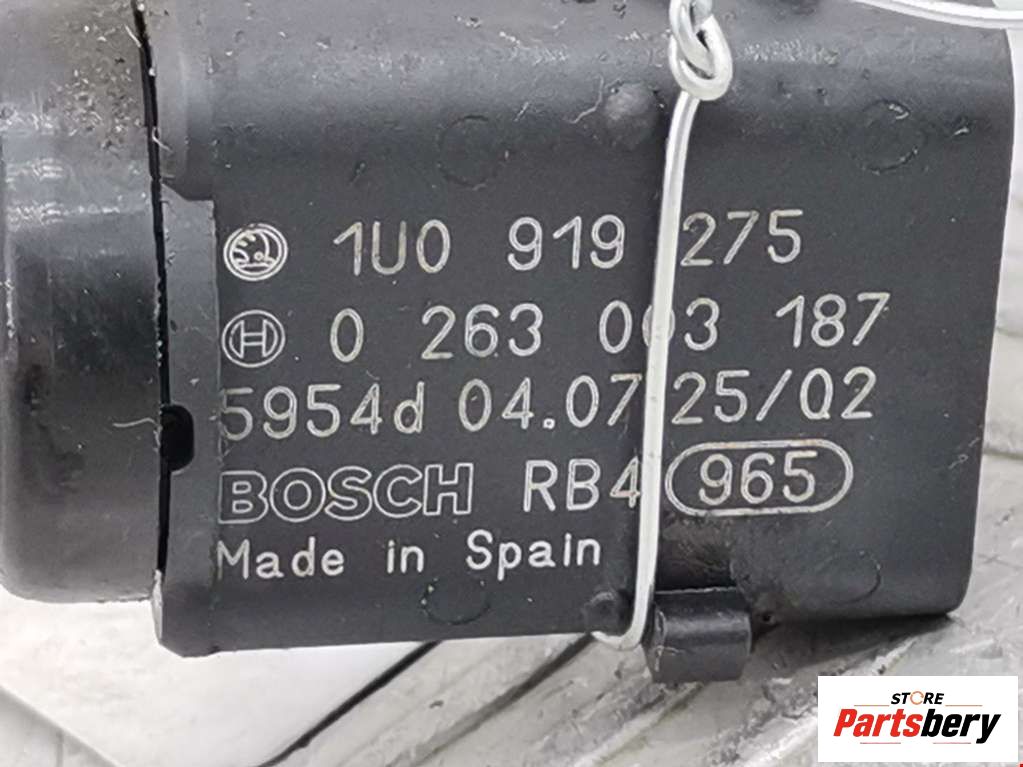 1U0 919 275
0 263 003 187
5954d 04.07 25/02
BOSCH RB4 965
Made in Spain
STORE
Partsbery